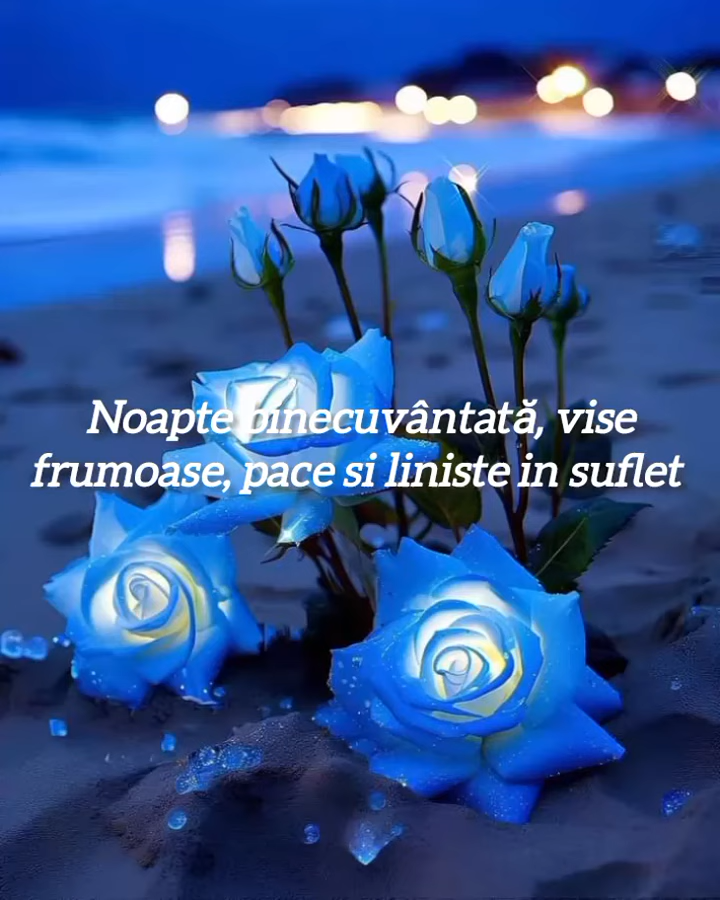 Noapte binecuvântată, vise
frumoase, pace si liniste in suflet